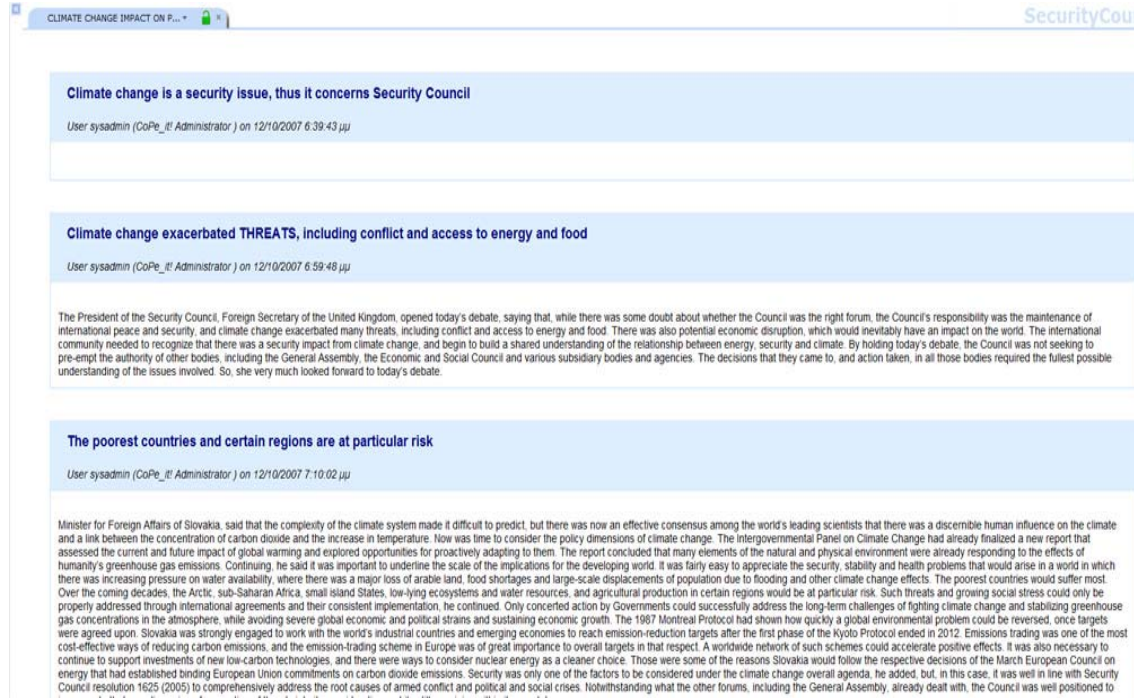 CLIMATE CHANGE IMPACT ON P...
SecurityCou
Climate change is a security issue, thus it concerns Security Council
User sysadmin (CoPe_it! Administrator ) on 12/10/2007 6:39:43 μμ
Climate change exacerbated THREATS, including conflict and access to energy and food
User sysadmin (CoPe_it! Administrator ) on 12/10/2007 6:59:48 μμ
The President of the Security Council, Foreign Secretary of the United Kingdom, opened today's debate, saying that, while there was some doubt about whether the Council was the right forum, the Council's responsibility was the maintenance of
international peace and security, and climate change exacerbated many threats, including conflict and access to energy and food. There was also potential economic disruption, which would inevitably have an impact on the world. The international
community needed to recognize that there was a security impact from climate change, and begin to build a shared understanding of the relationship between energy, security and climate. By holding today's debate, the Council was not seeking to
pre-empt the authority of other bodies, including the General Assembly, the Economic and Social Council and various subsidiary bodies and agencies. The decisions that they came to, and action taken, in all those bodies required the fullest possible
understanding of the issues involved. So, she very much looked forward to today's debate.
The poorest countries and certain regions are at particular risk
User sysadmin (CoPe_it! Administrator ) on 12/10/2007 7:10:02 μμ
Minister for Foreign Affairs of Slovakia, said that the complexity of the climate system made it difficult to predict, but there was now an effective consensus among the world's leading scientists that there was a discernible human influence on the climate
and a link between the concentration of carbon dioxide and the increase in temperature. Now was time to consider the policy dimensions of climate change. The Intergovernmental Panel on Climate Change had already finalized a new report that
assessed the current and future impact of global warming and explored opportunities for proactively adapting to them. The report concluded that many elements of the natural and physical environment were already responding to the effects of
humanity's greenhouse gas emissions. Continuing, he said it was important to underline the scale of the implications for the developing world. It was fairly easy to appreciate the security, stability and health problems that would arise in a world in which
there was increasing pressure on water availability, where there was a major loss of arable land, food shortages and large-scale displacements of population due to flooding and other climate change effects. The poorest countries would suffer most.
Over the coming decades, the Arctic, sub-Saharan Africa, small island States, low-lying ecosystems and water resources, and agricultural production in certain regions would be at particular risk. Such threats and growing social stress could only be
properly addressed through international agreements and their consistent implementation, he continued. Only concerted action by Governments could successfully address the long-term challenges of fighting climate change and stabilizing greenhouse
gas concentrations in the atmosphere, while avoiding severe global economic and political strains and sustaining economic growth. The 1987 Montreal Protocol had shown how quickly a global environmental problem could be reversed, once targets
were agreed upon. Slovakia was strongly engaged to work with the world's industrial countries and emerging economies to reach emission-reduction targets after the first phase of the Kyoto Protocol ended in 2012. Emissions trading was one of the most
cost-effective ways of reducing carbon emissions, and the emission-trading scheme in Europe was of great importance to overall targets in that respect. A worldwide network of such schemes could accelerate positive effects. It was also necessary to
continue to support investments of new low-carbon technologies, and there were ways to consider nuclear energy as a cleaner choice. Those were some of the reasons Slovakia would follow the respective decisions of the March European Council on
energy that had established binding European Union commitments on carbon dioxide emissions. Security was only one of the factors to be considered under the climate change overall agenda, he added, but, in this case, it was well in line with Security
Council resolution 1625 (2005) to comprehensively address the root causes of armed conflict and political and social crises. Notwithstanding what the other forums, including the General Assembly, already dealt with, the Council was well positioned to